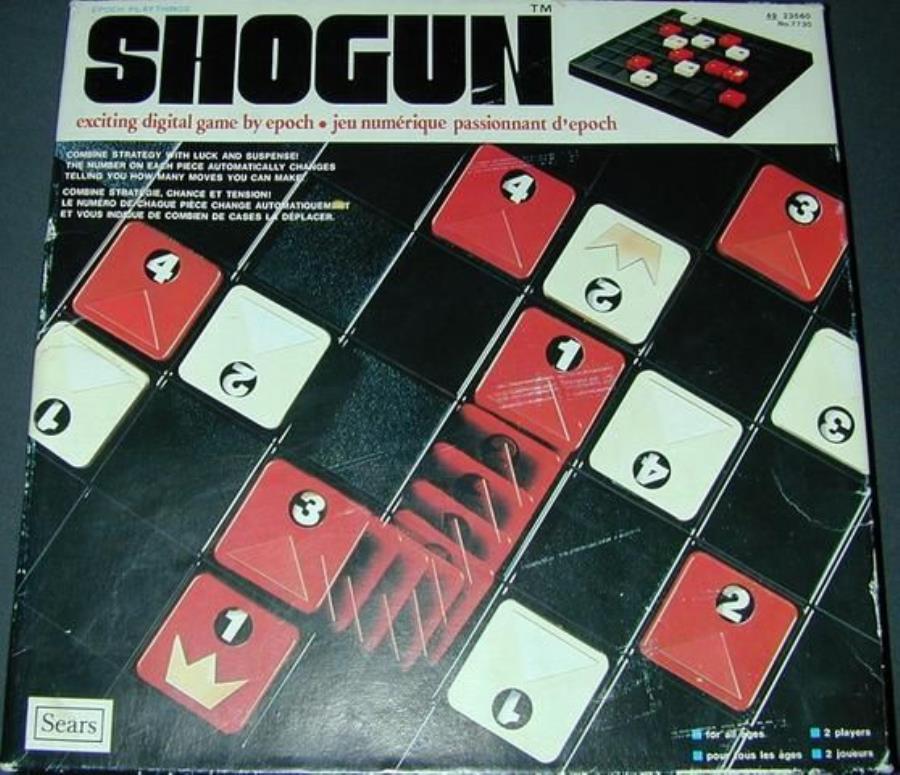 EPOCH PLAYTHINGS
SHOGUN™
49 23560
No.7730
exciting digital game by epoch • jeu numérique passionnant d'epoch
COMBINE STRATEGY WITH LUCK AND SUSPENSE!
THE NUMBER ON EACH PIECE AUTOMATICALLY CHANGES
TELLING YOU HOW MANY MOVES YOU CAN MAKE.
COMBINE STRATÉGIE, CHANCE ET TENSION!
LE NUMÉRO DE CHAQUE PIECE CHANGE AUTOMATIQUEMENT
ET VOUS INDIQUE DE COMBIEN DE CASES LA DÉPLACER.
4
3
4
2
1
2
1
4
3
3
2
1
1
Sears
for all ages
2 players
pour tous les âges
2 joueurs